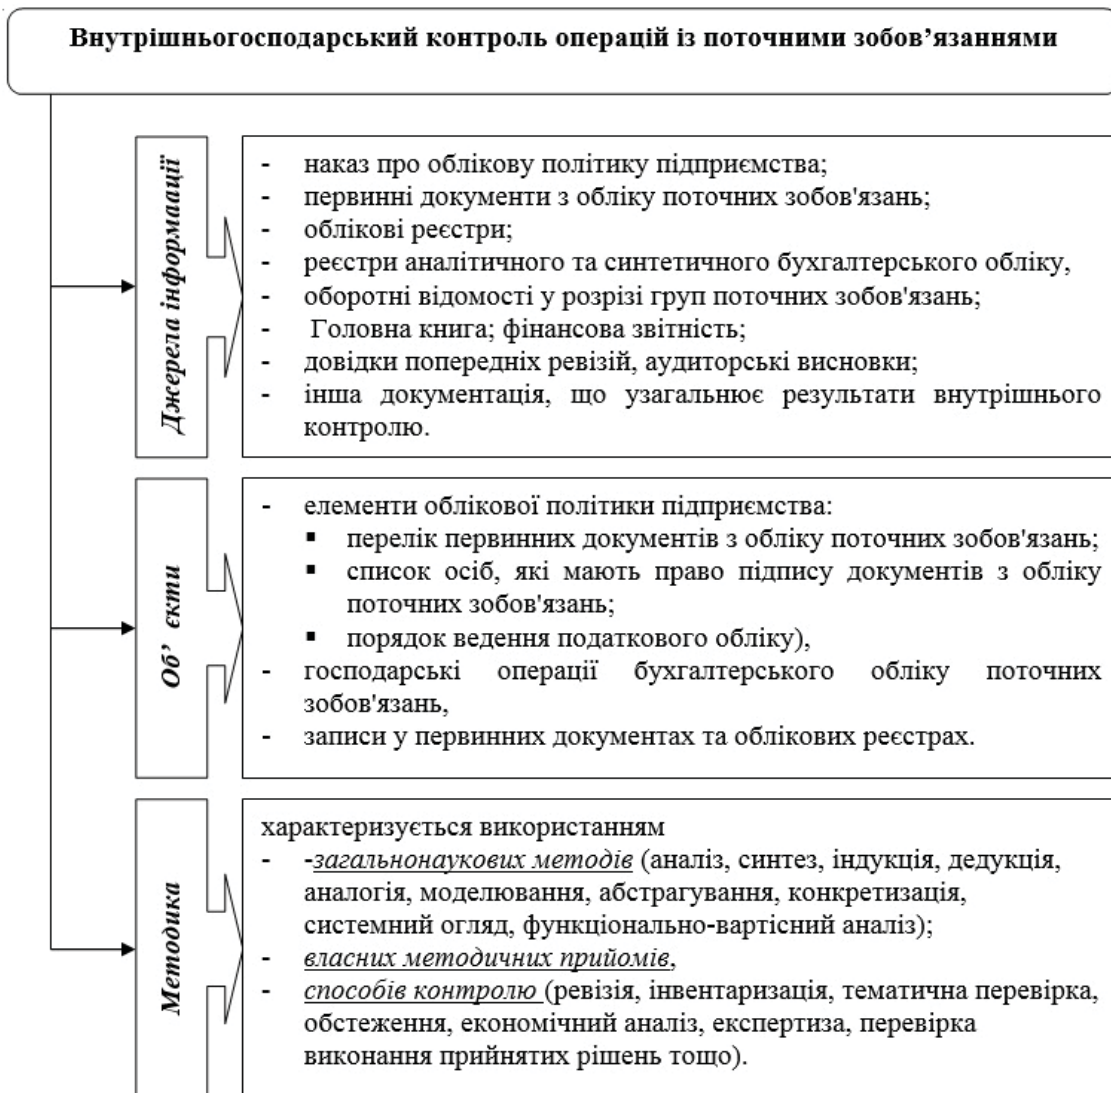 Внутрішньогосподарський контроль операцій із поточними зобов’язаннями
Джерела інформаації
- наказ про облікову політику підприємства;
- первинні документи з обліку поточних зобов'язань;
- облікові реєстри;
- реєстри аналітичного та синтетичного бухгалтерського обліку,
- оборотні відомості у розрізі груп поточних зобов'язань;
- Головна книга; фінансова звітність;
- довідки попередніх ревізій, аудиторські висновки;
- інша документація, що узагальнює результати внутрішнього
контролю.
Об’ єкти
- елементи облікової політики підприємства:
▪ перелік первинних документів з обліку поточних зобов'язань;
▪ список осіб, які мають право підпису документів з обліку
поточних зобов'язань;
▪ порядок ведення податкового обліку),
- господарські операції бухгалтерського обліку поточних
зобов'язань,
- записи у первинних документах та облікових реєстрах.
Методика
характеризується використанням
- -загальнонаукових методів (аналіз, синтез, індукція, дедукція,
аналогія, моделювання, абстрагування, конкретизація,
системний огляд, функціонально-вартісний аналіз);
- власних методичних прийомів,
- способів контролю (ревізія, інвентаризація, тематична перевірка,
обстеження, економічний аналіз, експертиза, перевірка
виконання прийнятих рішень тощо).